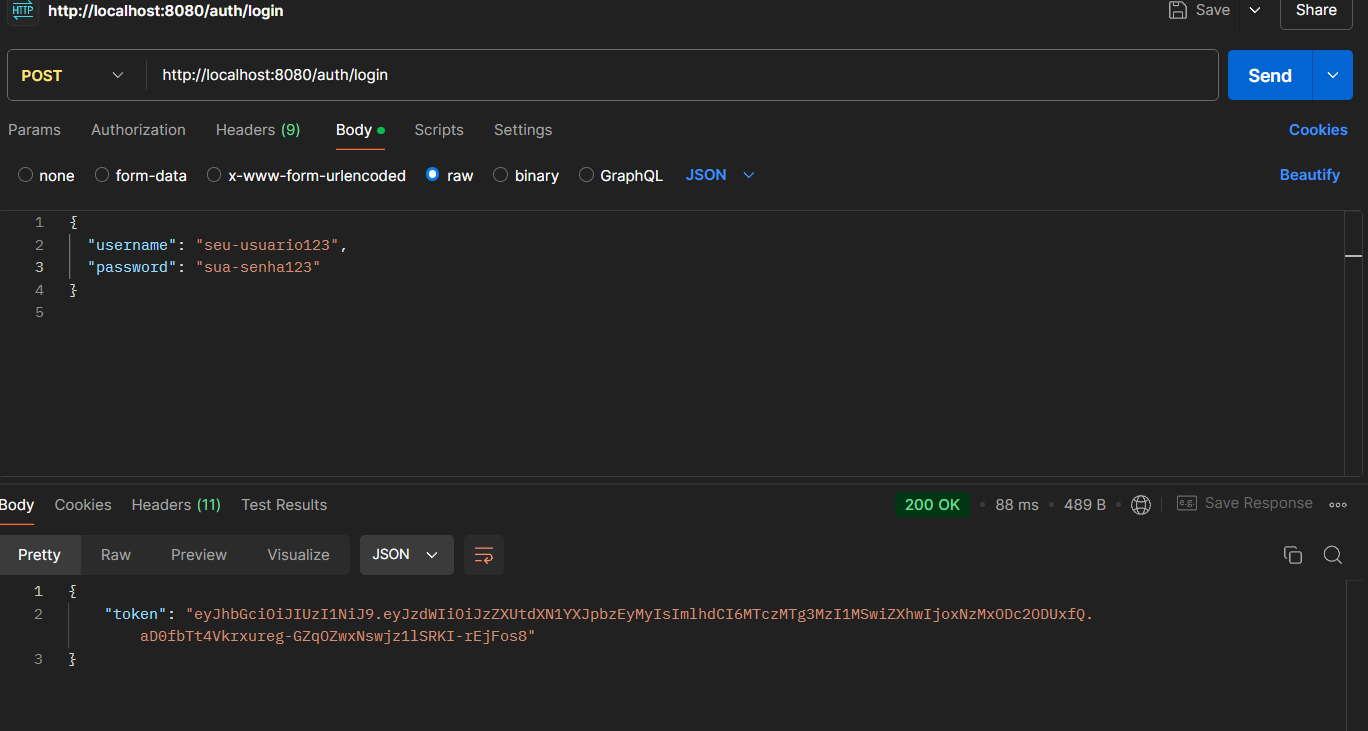 HTTP http://localhost:8080/auth/login Save Share
POST http://localhost:8080/auth/login Send
Params Authorization Headers (9) Body Scripts Settings Cookies
none form-data x-www-form-urlencoded raw binary GraphQL JSON Beautify
1 {
2 "username": "seu-usuario123",
3 "password": "sua-senha123"
4 }
5
Body Cookies Headers (11) Test Results 200 OK • 88 ms • 489 B • e.g. Save Response
Pretty Raw Preview Visualize JSON
1 {
2 "token": "eyJhbGciOiJIUzI1NiJ9.eyJzdWIiOiJzZXUtdXN1YXJpbzEyMyIsImlhdCI6MTczMTg3MzI1MSwiZXhwIjoxNzMxODc2ODUxfQ.
aD0fbTt4Vkrxureg-GZqOZwxNswjz1lSRKI-rEjFos8"
3 }